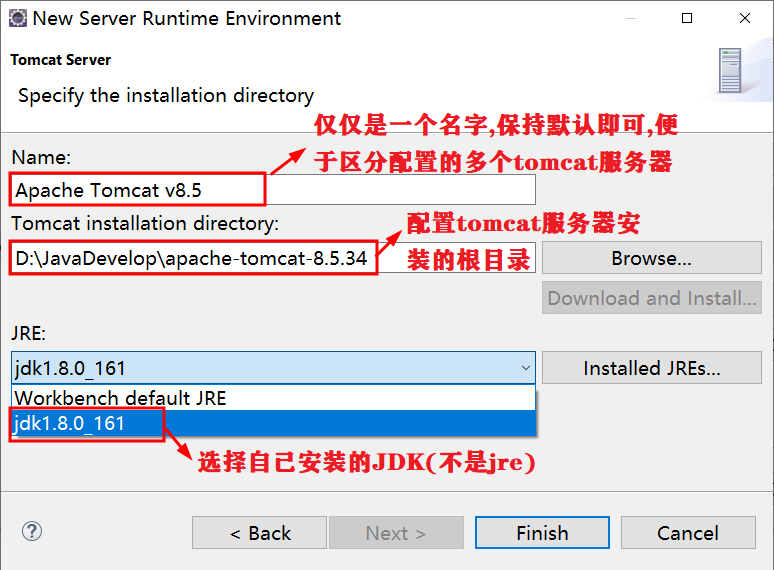 New Server Runtime Environment
Tomcat Server
Specify the installation directory
仅仅是一个名字,保持默认即可,便
于区分配置的多个tomcat服务器
Name:
Apache Tomcat v8.5
Tomcat installation directory:
配置tomcat服务器安
装的根目录
D:\JavaDevelop\apache-tomcat-8.5.34
Browse...
Download and Install...
JRE:
jdk1.8.0_161
Installed JREs...
Workbench default JRE
jdk1.8.0_161
选择自己安装的JDK(不是jre)
?
< Back
Next >
Finish
Cancel